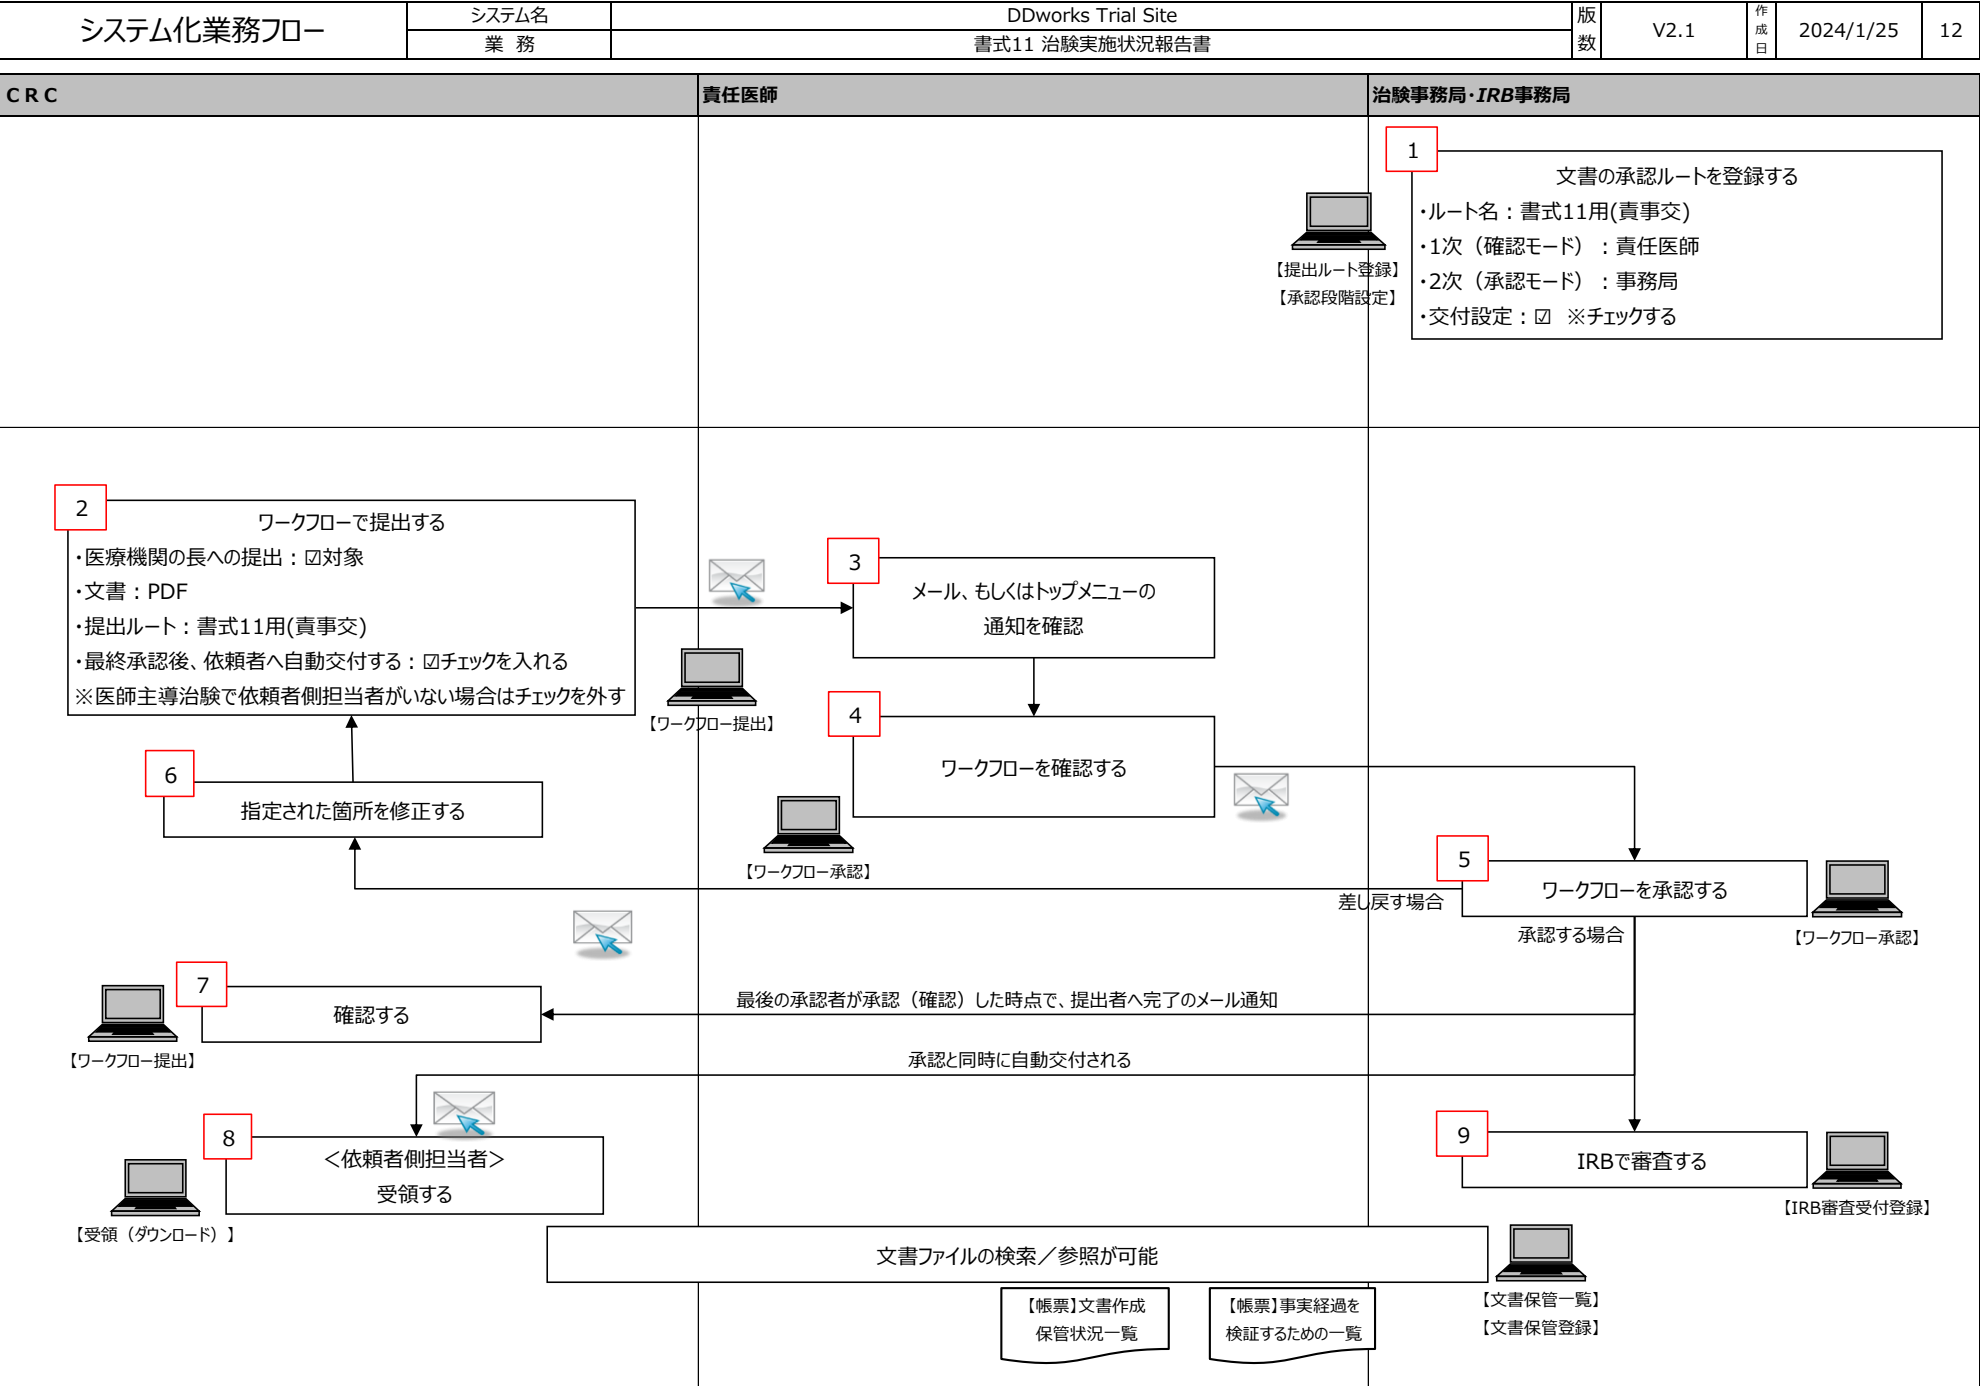 システム化業務フロー
システム名
DDworks Trial Site
業 務
書式11 治験実施状況報告書
版数
V2.1
作成日
2024/1/25
12
ＣＲＣ
責任医師
治験事務局・IRB事務局
1
文書の承認ルートを登録する
・ルート名：書式11用(責事交)
・1次（確認モード）：責任医師
・2次（承認モード）：事務局
・交付設定：☑ ※チェックする
【提出ルート登録】
【承認段階設定】
2
ワークフローで提出する
・医療機関の長への提出：☑対象
・文書：PDF
・提出ルート：書式11用(責事交)
・最終承認後、依頼者へ自動交付する：☑チェックを入れる
※医師主導治験で依頼者側担当者がいない場合はチェックを外す
【ワークフロー提出】
3
メール、もしくはトップメニューの
通知を確認
4
ワークフローを確認する
【ワークフロー承認】
5
ワークフローを承認する
【ワークフロー承認】
差し戻す場合
承認する場合
6
指定された箇所を修正する
7
確認する
【ワークフロー提出】
最後の承認者が承認（確認）した時点で、提出者へ完了のメール通知
承認と同時に自動交付される
8
＜依頼者側担当者＞
受領する
【受領（ダウンロード）】
9
IRBで審査する
【IRB審査受付登録】
文書ファイルの検索／参照が可能
【文書保管一覧】
【文書保管登録】
【帳票】文書作成
保管状況一覧
【帳票】事実経過を
検証するための一覧